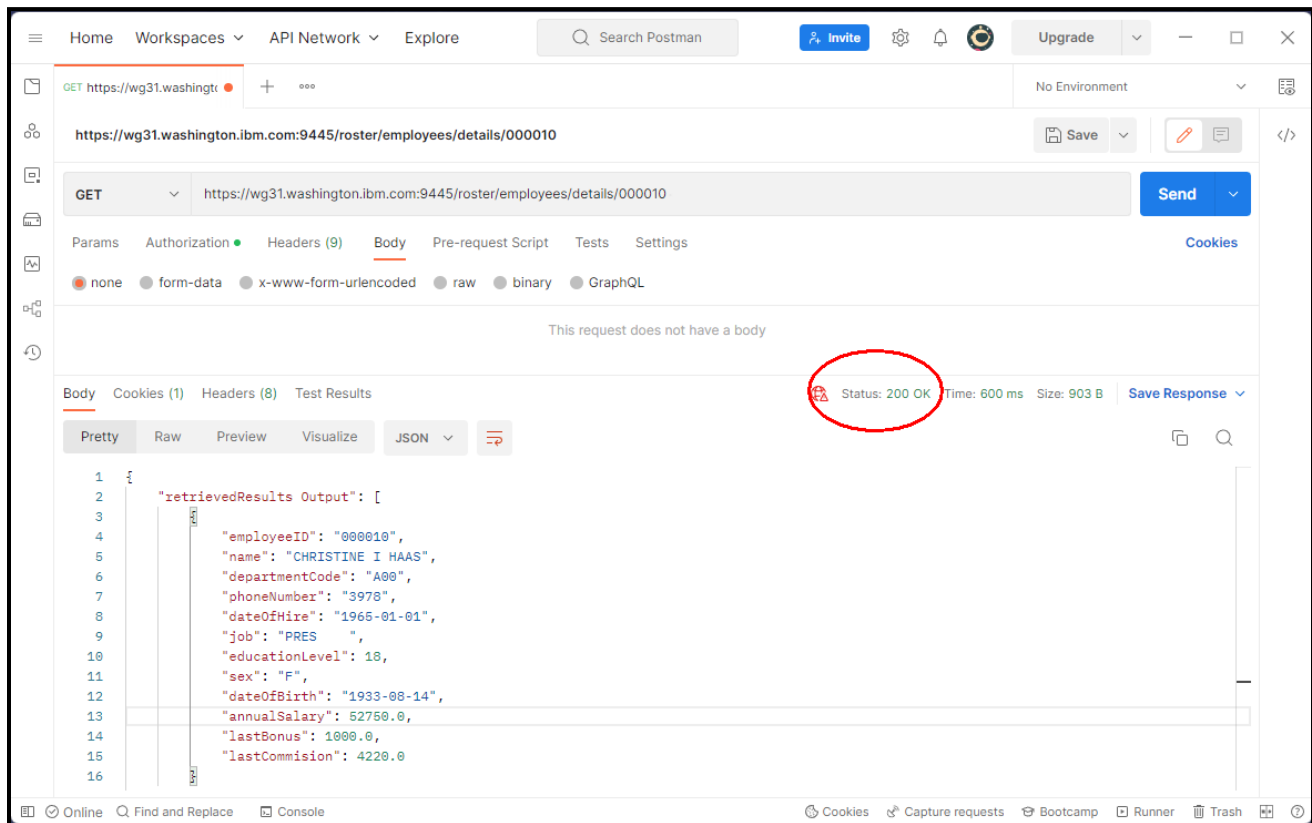 Home Workspaces API Network Explore Search Postman Invite Upgrade
GET https://wg31.washingt No Environment
https://wg31.washington.ibm.com:9445/roster/employees/details/000010 Save
GET https://wg31.washington.ibm.com:9445/roster/employees/details/000010 Send
Params Authorization Headers (9) Body Pre-request Script Tests Settings Cookies
none form-data x-www-form-urlencoded raw binary GraphQL
This request does not have a body
Body Cookies (1) Headers (8) Test Results Status: 200 OK Time: 600 ms Size: 903 B Save Response
Pretty Raw Preview Visualize JSON
1 {
2 "retrievedResults Output": [
3 {
4 "employeeID": "000010",
5 "name": "CHRISTINE I HAAS",
6 "departmentCode": "A00",
7 "phoneNumber": "3978",
8 "dateOfHire": "1965-01-01",
9 "job": "PRES    ",
10 "educationLevel": 18,
11 "sex": "F",
12 "dateOfBirth": "1933-08-14",
13 "annualSalary": 52750.0,
14 "lastBonus": 1000.0,
15 "lastCommision": 4220.0
16 }
Online Find and Replace Console Cookies Capture requests Bootcamp Runner Trash